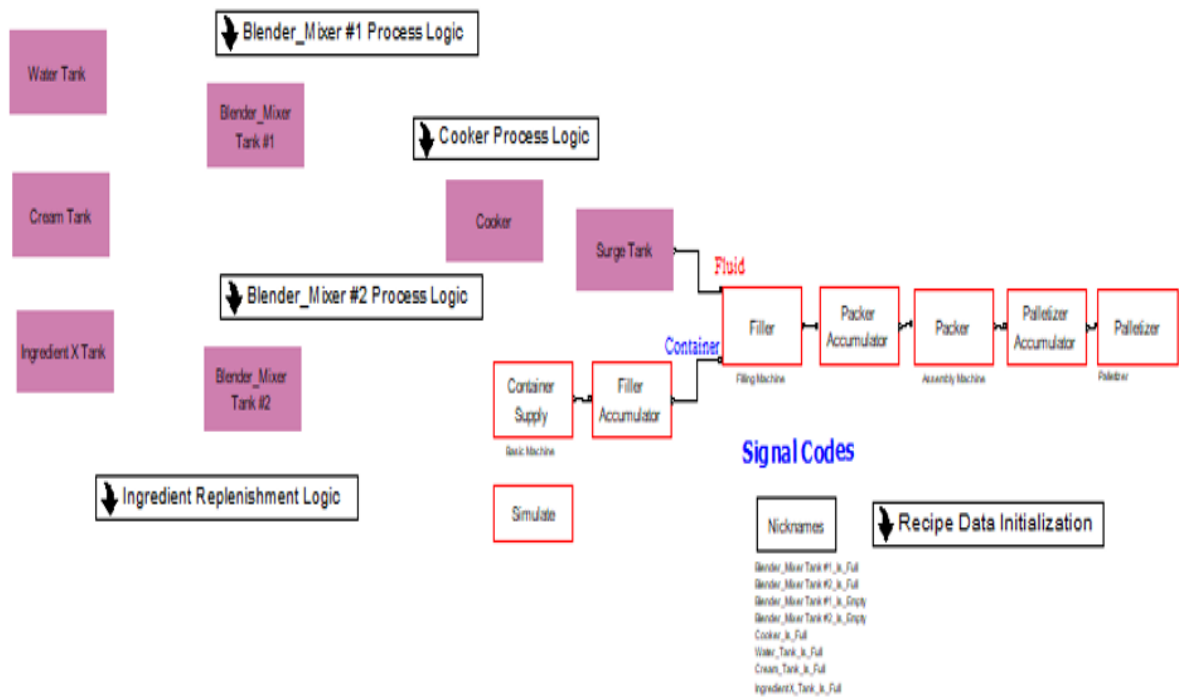 Blender_Mixer #1 Process Logic
Water Tank
Blender_Mixer
Tank #1
Cooker Process Logic
Cream Tank
Cooker
Surge Tank
Fluid
Blender_Mixer #2 Process Logic
Ingredient X Tank
Blender_Mixer
Tank #2
Container
Filler
Filling Machine
Packer
Accumulator
Packer
Assembly Machine
Palletizer
Accumulator
Palletizer
Palletizer
Container
Supply
Basic Machine
Filler
Accumulator
Signal Codes
Ingredient Replenishment Logic
Simulate
Nicknames
Recipe Data Initialization
Blender_Mixer Tank #1_Is_Full
Blender_Mixer Tank #2_Is_Full
Blender_Mixer Tank #1_Is_Empty
Blender_Mixer Tank #2_Is_Empty
Cooker_Is_Full
Water_Tank_Is_Full
Cream_Tank_Is_Full
IngredientX_Tank_Is_Full